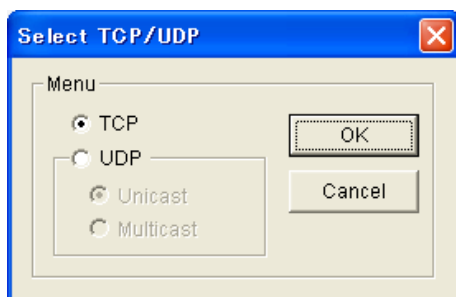 Select TCP/UDP
Menu
TCP
OK
UDP
Unicast
Cancel
Multicast